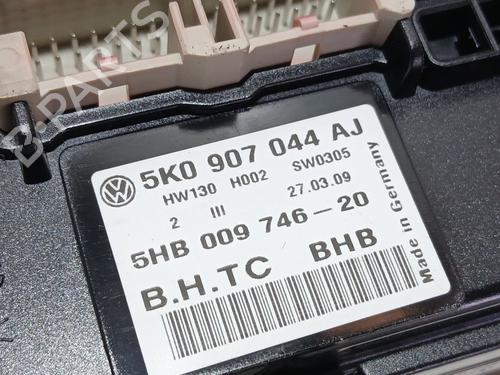 B-PARTS
5K0 907 044 AJ
HW130 H002 SW0305
2 III 27.03.09
5HB 009 746-20
B.H.TC BHB
Made in Germany